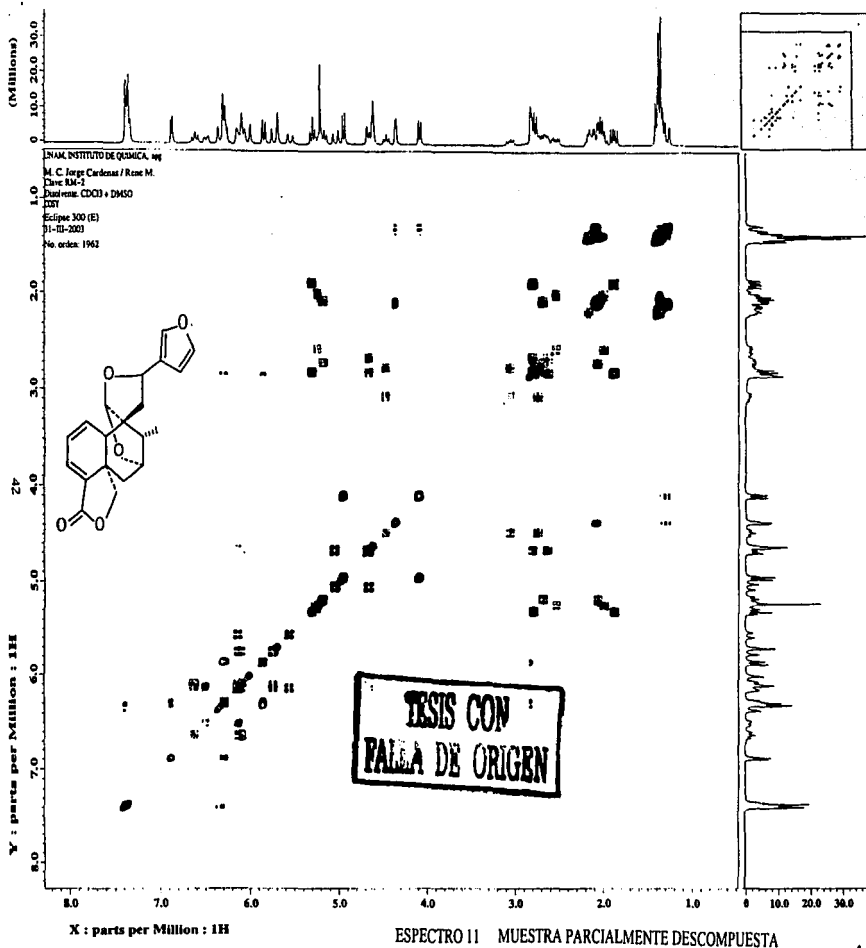 (Millions)
0 10.0 20.0 30.0
UNAM, INSTITUTO DE QUIMICA,
M. C. Jorge Cardenas / Rene M.
Clave: RM-2
Disolvente: CDCl3 + DMSO
COSY
Eclipse 300 (E)
31-III-2003
No. orden: 1962
1.0
2.0
3.0
4.0
5.0
6.0
7.0
8.0
Y : parts per Million : 1H
42
O
O
O
O
O
TESIS CON
FALLA DE ORIGEN
8.0 7.0 6.0 5.0 4.0 3.0 2.0 1.0
0 10.0 20.0 30.0
X : parts per Million : 1H
ESPECTRO 11 MUESTRA PARCIALMENTE DESCOMPUESTA